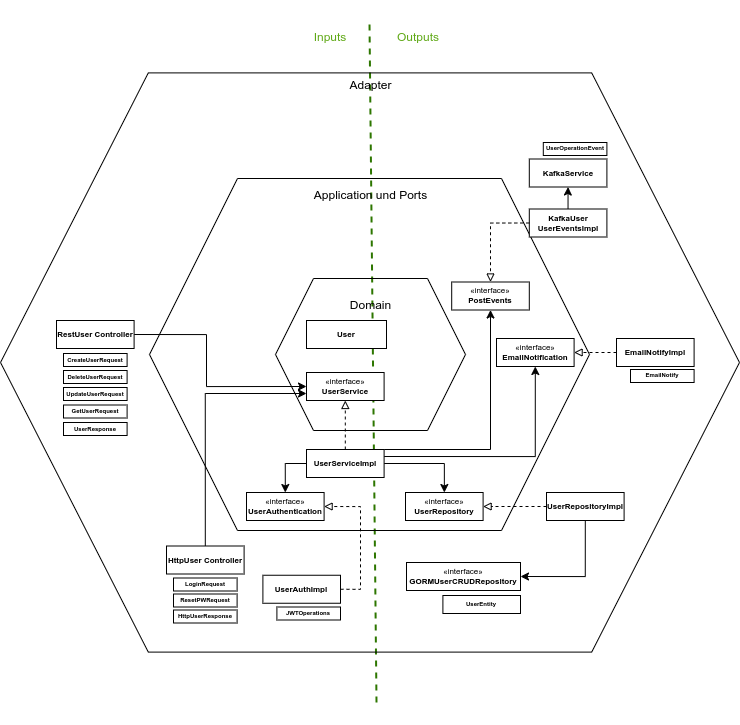 Inputs
Outputs
Adapter
UserOperationEvent
KafkaService
Application und Ports
KafkaUser
UserEventsImpl
«interface»
PostEvents
Domain
User
RestUser Controller
CreateUserRequest
DeleteUserRequest
UpdateUserRequest
GetUserRequest
UserResponse
«interface»
EmailNotification
EmailNotifyImpl
EmailNotify
«interface»
UserService
UserServiceImpl
«interface»
UserAuthentication
«interface»
UserRepository
UserRepositoryImpl
HttpUser Controller
LoginRequest
ResetPWRequest
HttpUserResponse
UserAuthImpl
JWTOperations
«interface»
GORMUserCRUDRepository
UserEntity